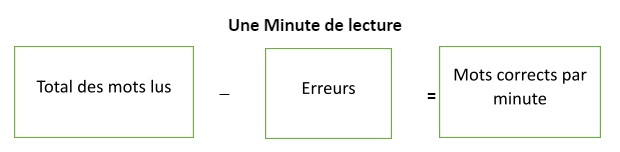 Une Minute de lecture
Total des mots lus
–
Erreurs
=
Mots corrects par
minute